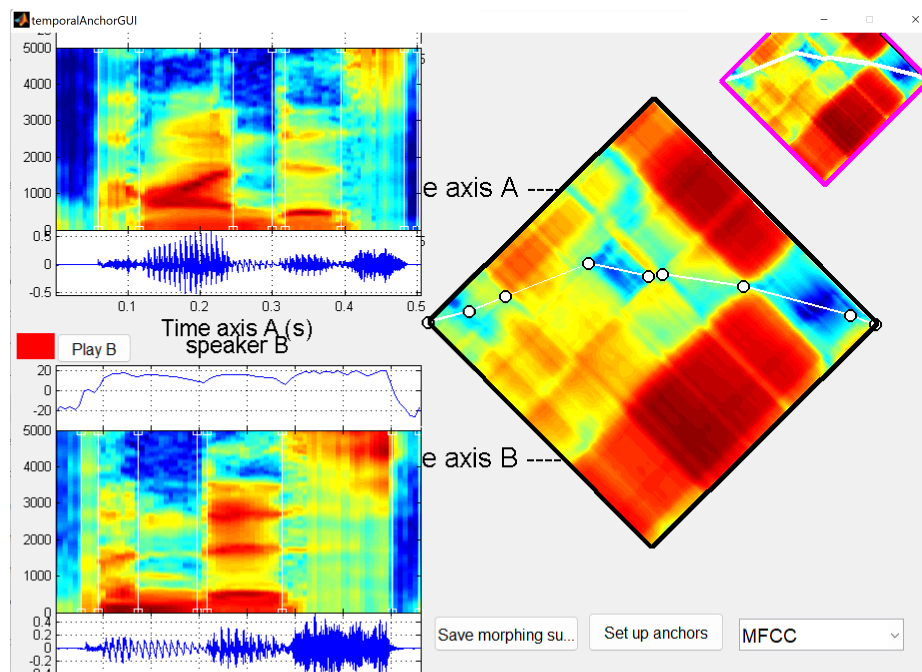 temporalAnchorGUI
5000
4000
3000
2000
1000
0
0.5
0
-0.5
0.1 0.2 0.3 0.4 0.5
Time axis A (s)
speaker B
Play B
20
0
-20
5000
4000
3000
2000
1000
0
0.4
0.2
0
-0.2
e axis A ----
e axis B ----
Save morphing su...
Set up anchors
MFCC